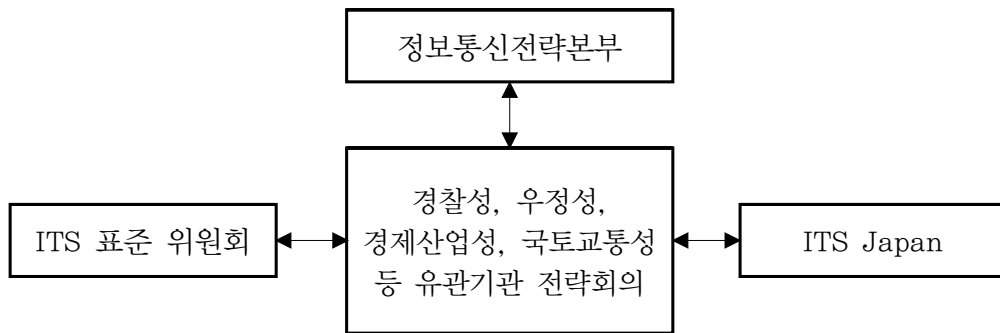 정보통신전략본부
경찰성, 우정성,
경제산업성, 국토교통성
등 유관기관 전략회의
ITS 표준 위원회
ITS Japan